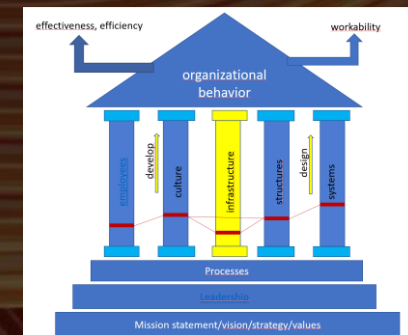 effectiveness, efficiency
workability
organizational
behavior
employees
develop
culture
infrastructure
structures
design
systems
Processes
Leadership
Mission statement/vision/strategy/values